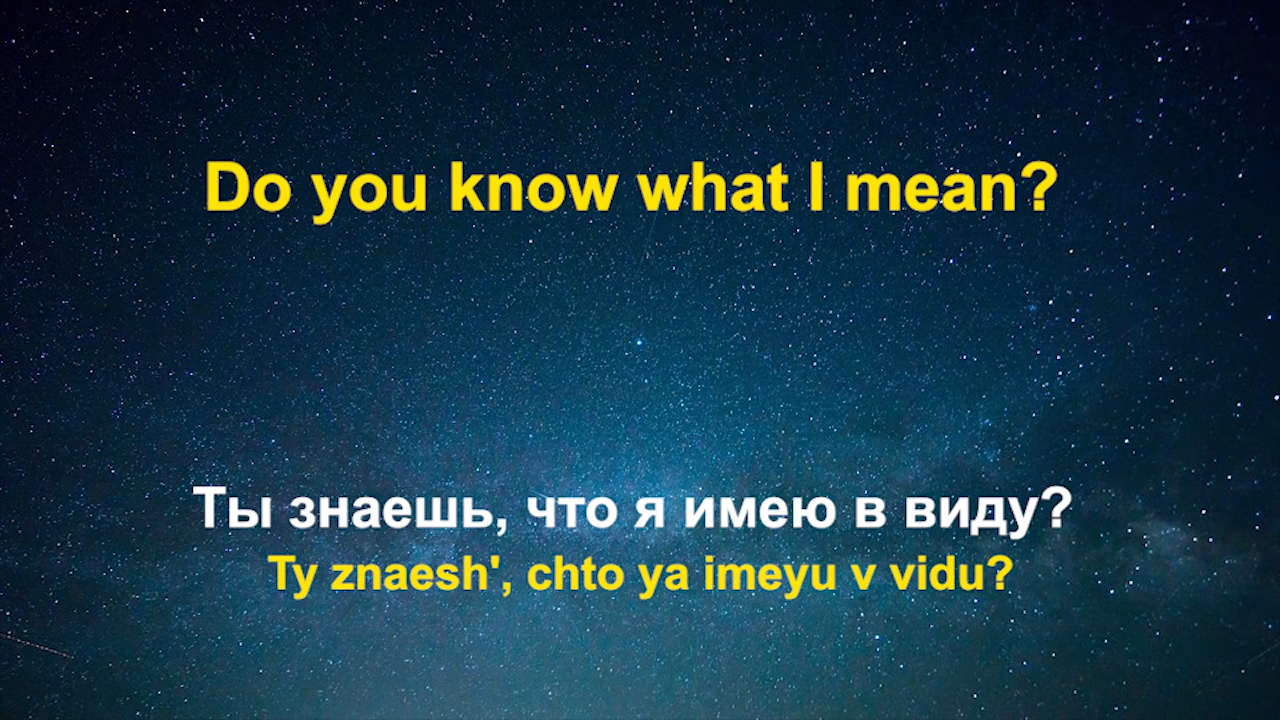 Do you know what I mean?
Ты знаешь, что я имею в виду?
Ty znaesh', chto ya imeyu v vidu?